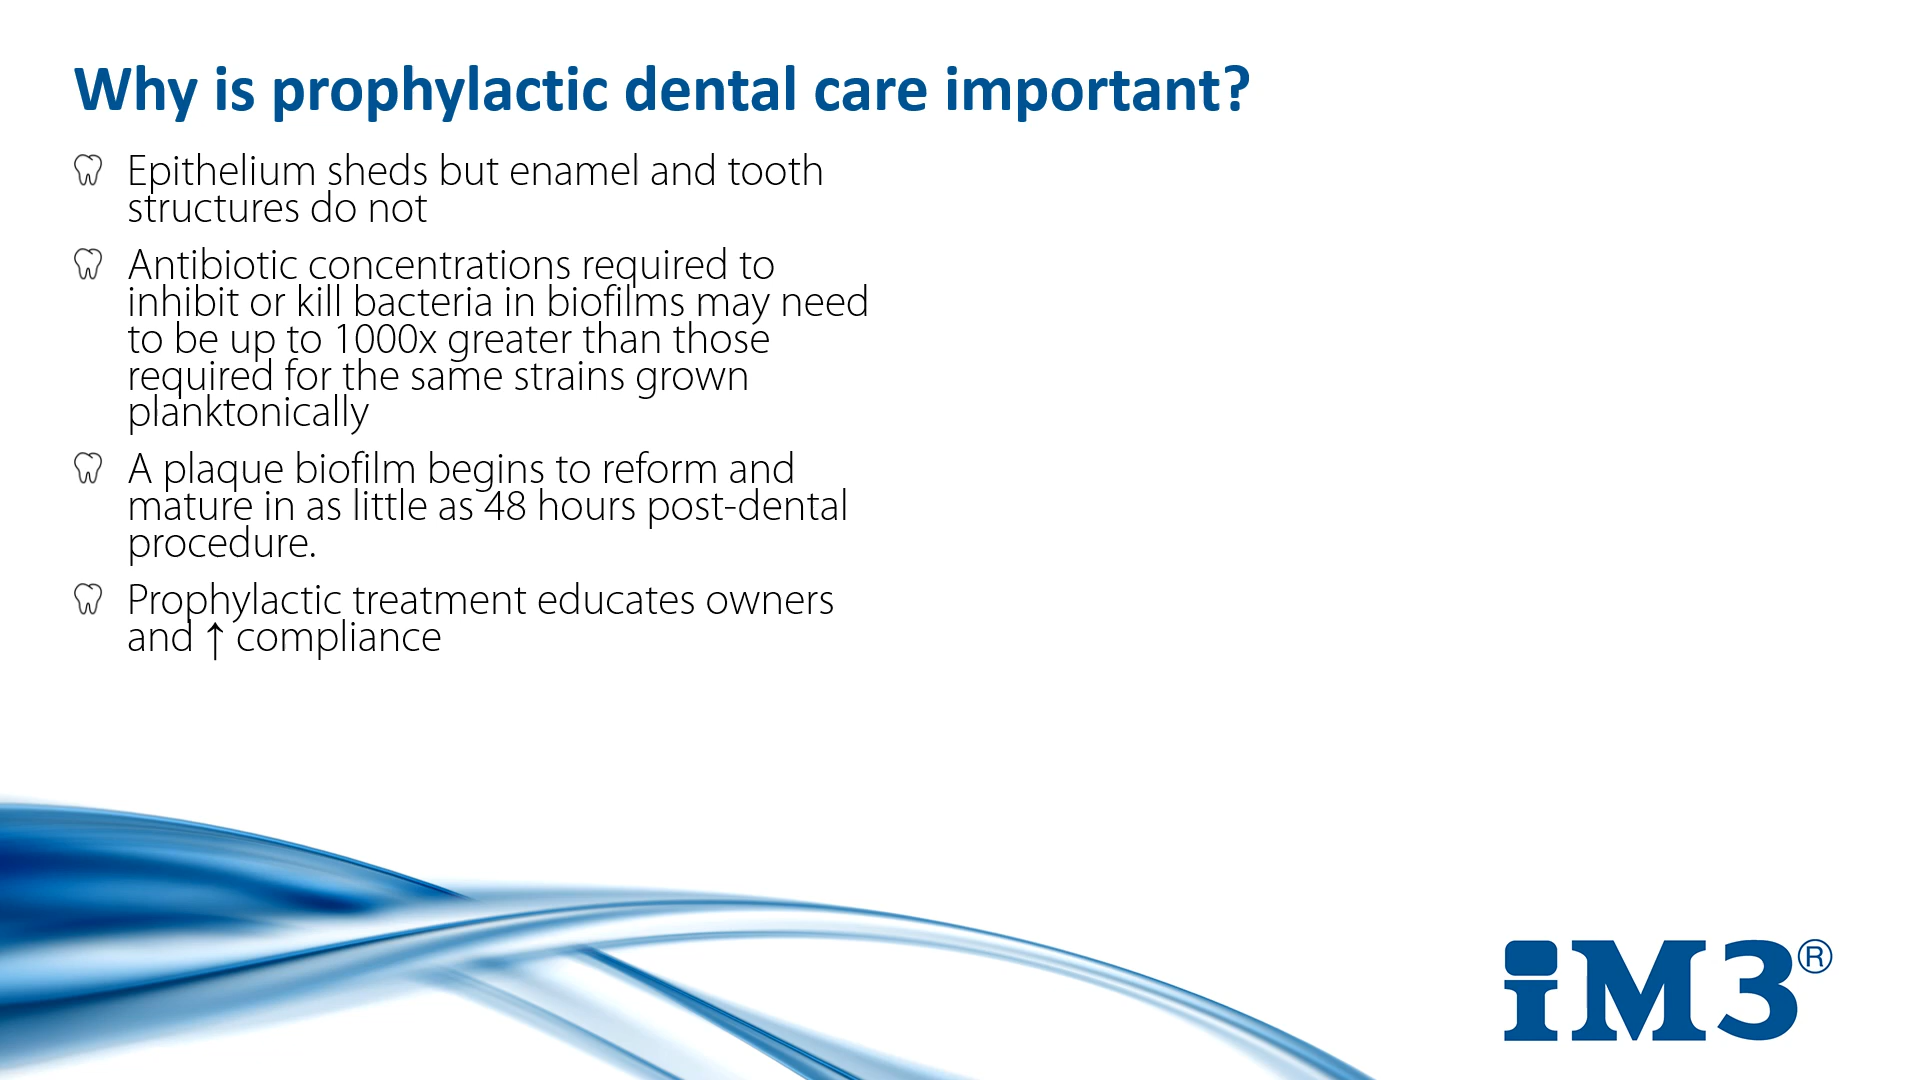 Why is prophylactic dental care important?
Epithelium sheds but enamel and tooth
structures do not
Antibiotic concentrations required to
inhibit or kill bacteria in biofilms may need
to be up to 1000x greater than those
required for the same strains grown
planktonically
A plaque biofilm begins to reform and
mature in as little as 48 hours post-dental
procedure.
Prophylactic treatment educates owners
and ↑ compliance
iM3®